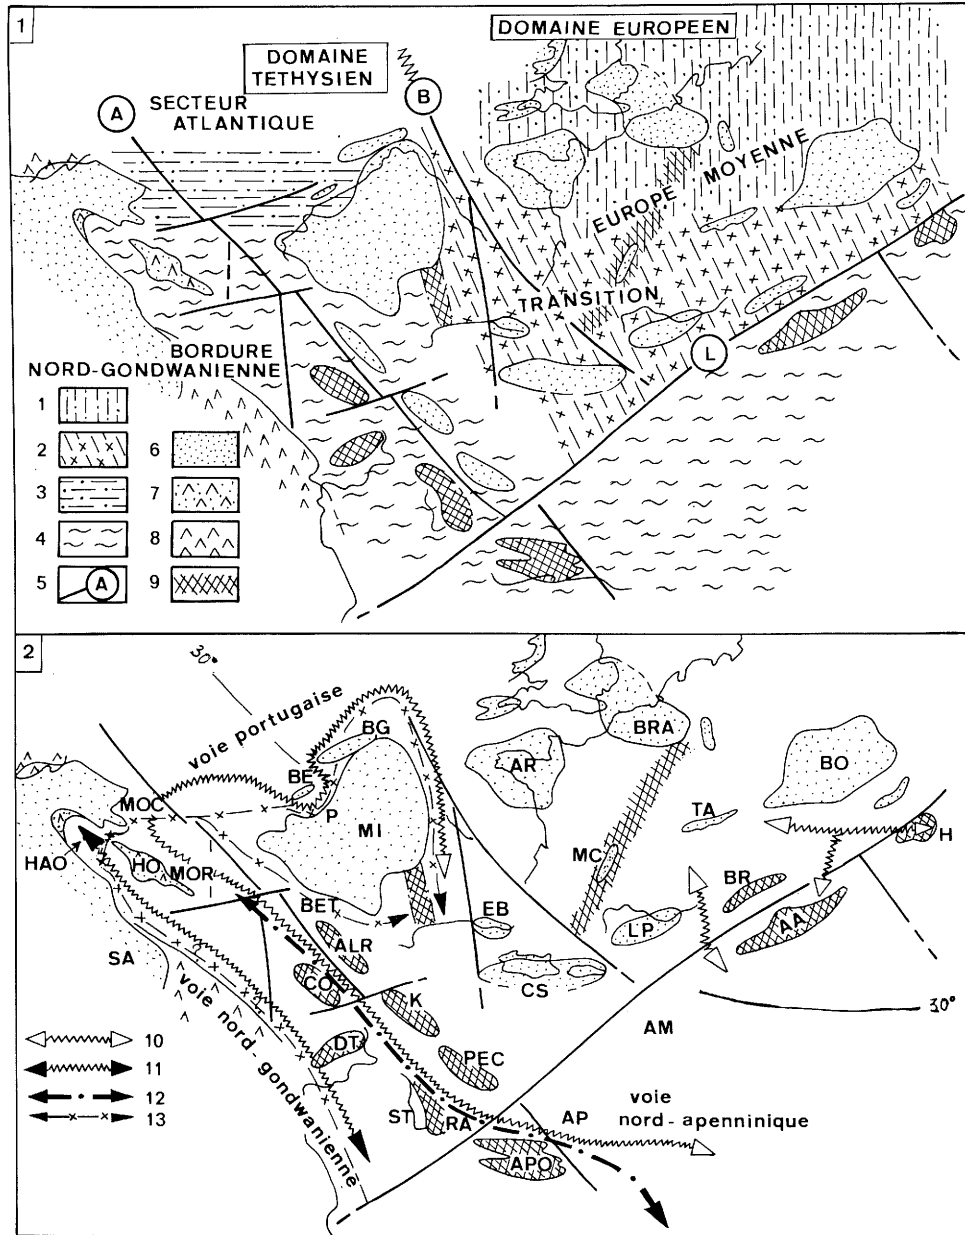 1
DOMAINE EUROPEEN
DOMAINE
TETHYSIEN
B
A
SECTEUR
ATLANTIQUE
EUROPE MOYENNE
TRANSITION
L
BORDURE
NORD-GONDWANIENNE
1
2
6
3
7
4
8
5
A
9
2
30°
voie portugaise
BG
BRA
BE
AR
BO
MOC
P
MI
TA
H
HAO
HO
MOR
MC
BR
BET
EB
LP
AA
ALR
SA
CO
CS
K
30°
voie nord-gondwanienne
AM
10
DT
PEC
11
voie
nord-apenninique
12
ST
RA
AP
13
APO